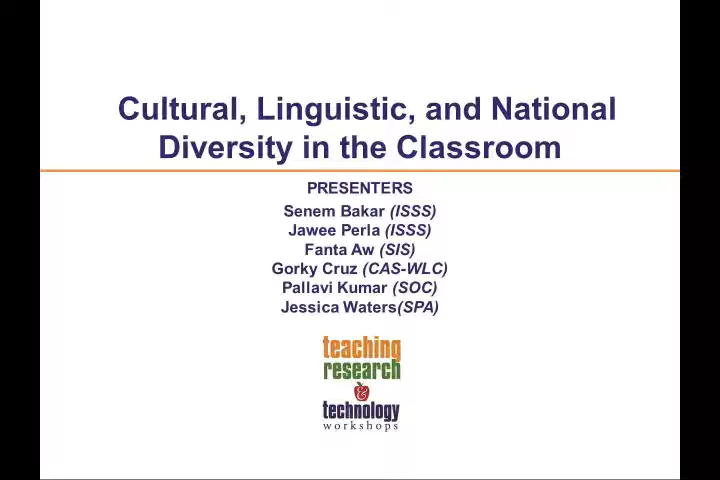 Cultural, Linguistic, and National
Diversity in the Classroom
PRESENTERS
Senem Bakar (ISSS)
Jawee Perla (ISSS)
Fanta Aw (SIS)
Gorky Cruz (CAS-WLC)
Pallavi Kumar (SOC)
Jessica Waters(SPA)
teaching
research
&
technology
workshops